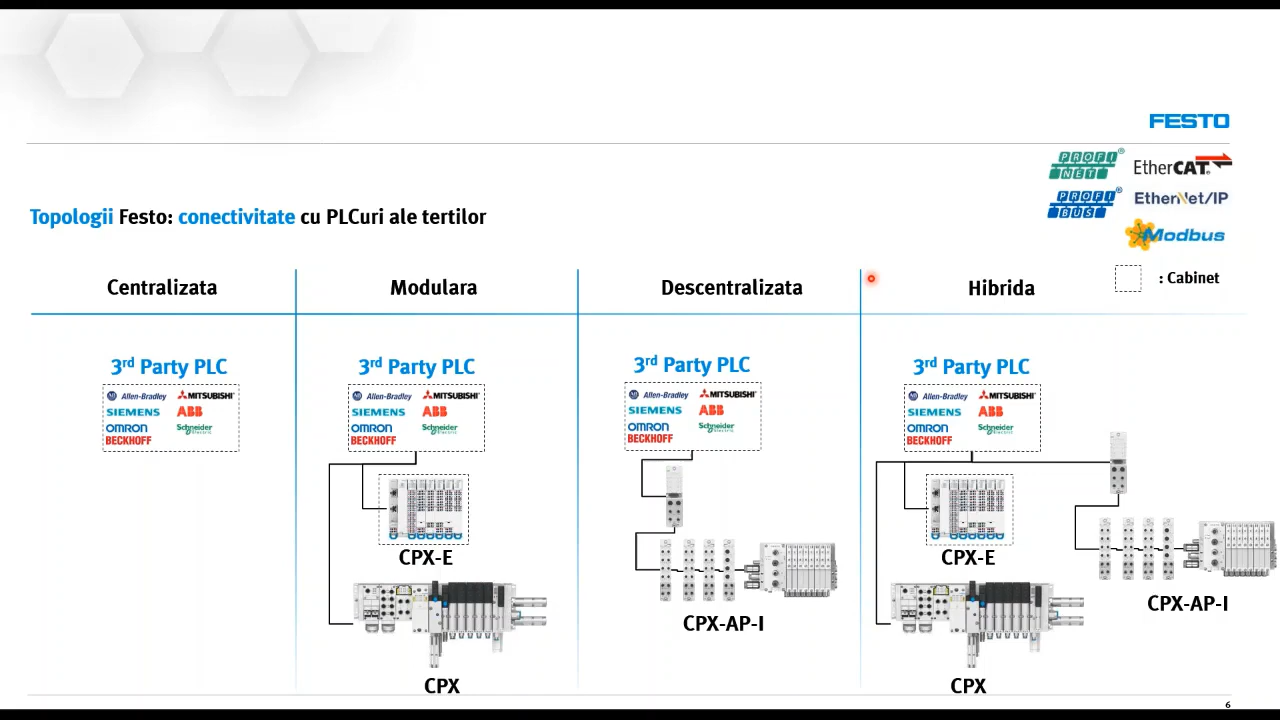 FESTO
PROFI NET®
EtherCAT®
PROFI BUS®
EtherNet/IP
Modbus
Topologii Festo: conectivitate cu PLCuri ale tertilor
: Cabinet
Centralizata
Modulara
Descentralizata
Hibrida
3rd Party PLC
Allen-Bradley MITSUBISHI
SIEMENS ABB
OMRON Schneider Electric
BECKHOFF
3rd Party PLC
Allen-Bradley MITSUBISHI
SIEMENS ABB
OMRON Schneider Electric
BECKHOFF
CPX-E
CPX
3rd Party PLC
Allen-Bradley MITSUBISHI
SIEMENS ABB
OMRON Schneider Electric
BECKHOFF
CPX-AP-I
3rd Party PLC
Allen-Bradley MITSUBISHI
SIEMENS ABB
OMRON Schneider Electric
BECKHOFF
CPX-E
CPX-AP-I
CPX
6